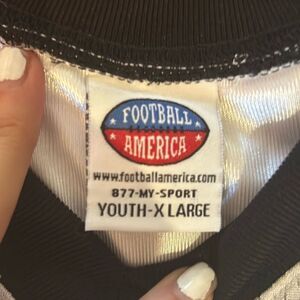 FOOTBALL
AMERICA
www.footballamerica.com
877-MY-SPORT
YOUTH-X LARGE